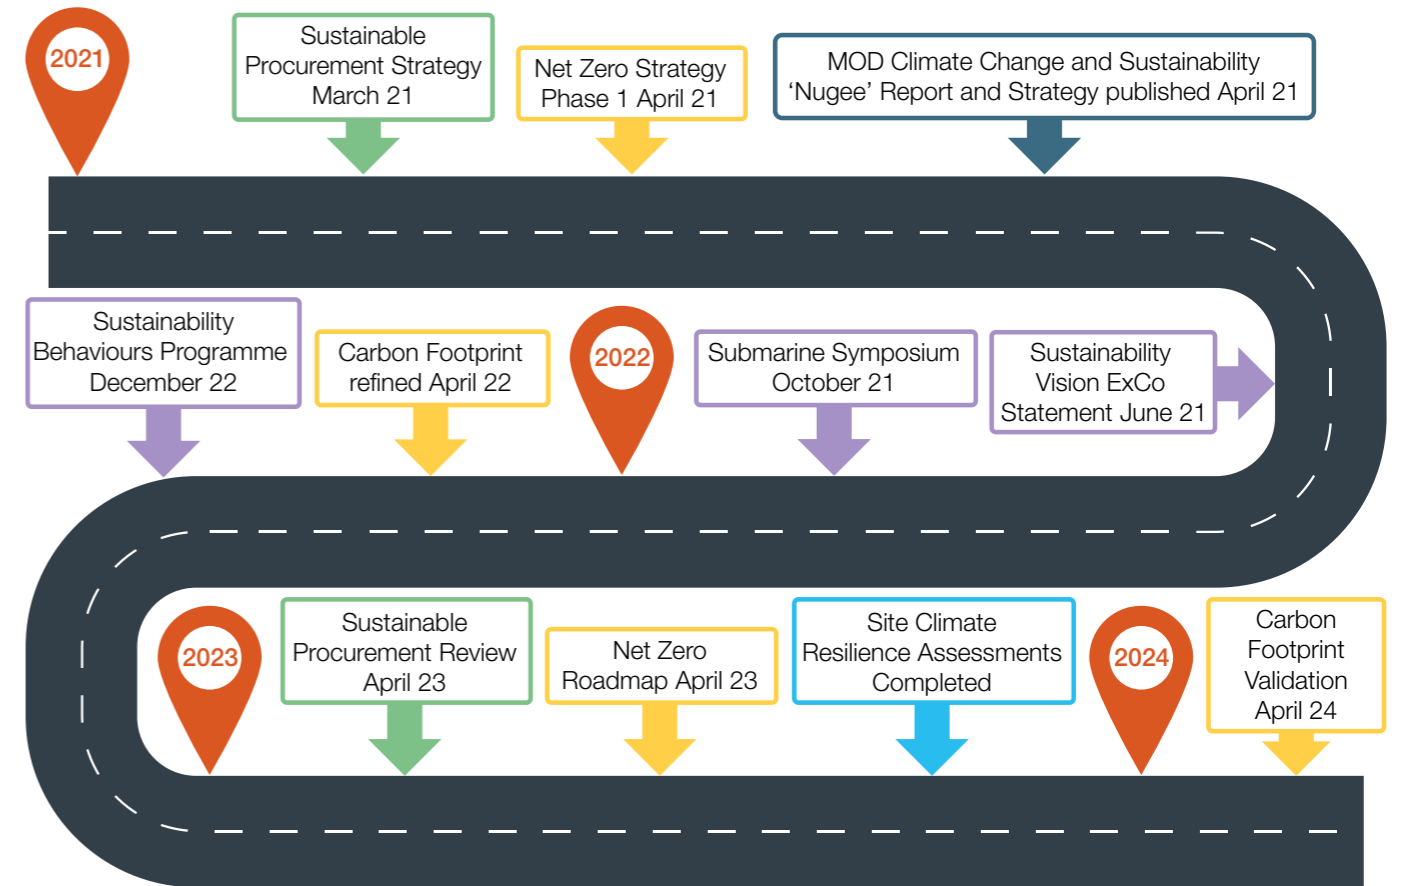 2021
Sustainable
Procurement Strategy
March 21
Net Zero Strategy
Phase 1 April 21
MOD Climate Change and Sustainability
‘Nugee’ Report and Strategy published April 21
Sustainability
Behaviours Programme
December 22
Carbon Footprint
refined April 22
2022
Submarine Symposium
October 21
Sustainability
Vision ExCo
Statement June 21
2023
Sustainable
Procurement Review
April 23
Net Zero
Roadmap April 23
Site Climate
Resilience Assessments
Completed
2024
Carbon
Footprint
Validation
April 24